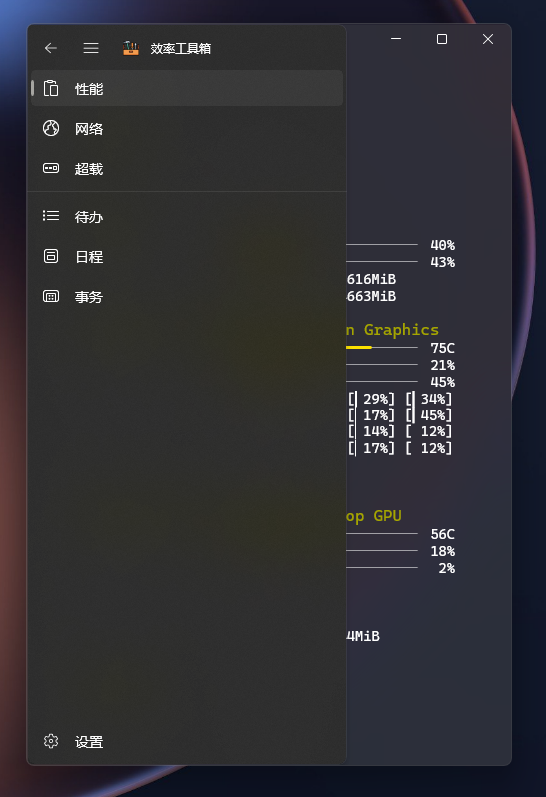 效率工具箱
性能
网络
超载
待办
日程
事务
设置
40%
43%
616MiB
663MiB
n Graphics
75C
21%
45%
[ 29%] [ 34%]
[ 17%] [ 45%]
[ 14%] [ 12%]
[ 17%] [ 12%]
op GPU
56C
18%
2%
4MiB